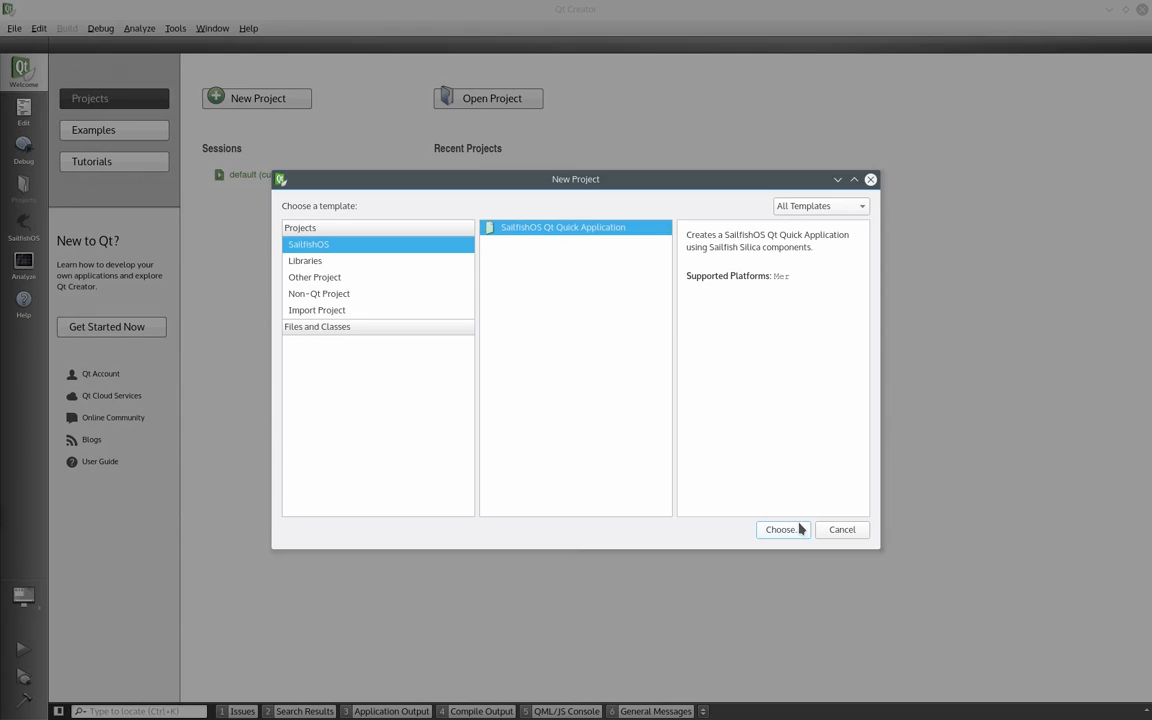 Qt Creator
File Edit Build Debug Analyze Tools Window Help
Welcome
Edit
Debug
Projects
SailfishOS
Analyze
Help
Projects
Examples
Tutorials
New to Qt?
Learn how to develop your
own applications and explore
Qt Creator.
Get Started Now
Qt Account
Qt Cloud Services
Online Community
Blogs
User Guide
New Project
Open Project
Sessions
Recent Projects
default (cu
New Project
Choose a template:
All Templates
Projects
SailfishOS
Libraries
Other Project
Non-Qt Project
Import Project
Files and Classes
SailfishOS Qt Quick Application
Creates a SailfishOS Qt Quick Application
using Sailfish Silica components.
Supported Platforms: Mer
Choose...
Cancel
Type to locate (Ctrl+K)
1 Issues 2 Search Results 3 Application Output 4 Compile Output 5 QML/JS Console 6 General Messages